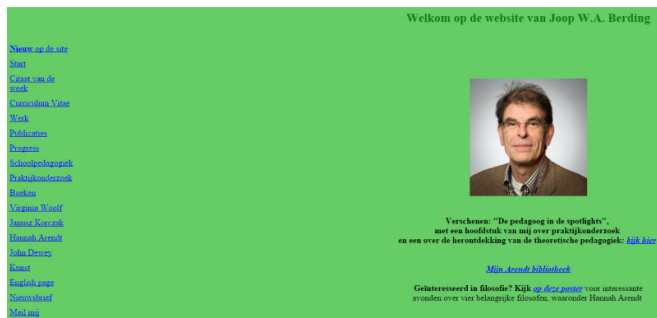 Welkom op de website van Joop W.A. Berding
Nieuw op de site
Start
Citaat van de
week
Curriculum Vitae
Werk
Publicaties
Progress
Schoolpedagogiek
Praktijkonderzoek
Boeken
Virginia Woolf
Janusz Korczak
Hannah Arendt
John Dewey
Kunst
English page
Nieuwsbrief
Mail mij
Verschenen: "De pedagoog in de spotlights",
met een hoofdstuk van mij over praktijkonderzoek
en een over de herontdekking van de theoretische pedagogiek: kijk hier
Mijn Arendt bibliotheek
Geïnteresseerd in filosofie? Kijk op deze poster voor interessante
avonden over vier belangrijke filosofen, waaronder Hannah Arendt